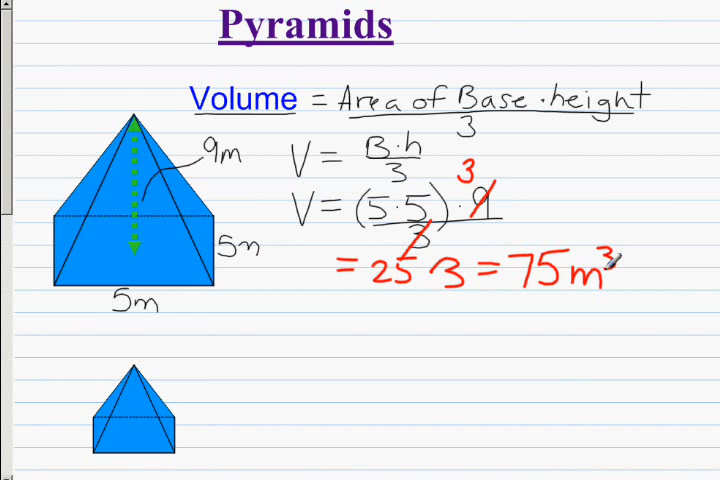 Pyramids
Volume = Area of Base · height
3
9m
V = B·h
3
3
V = (5·5) · 9
3
5m
= 25 · 3 = 75m³
5m